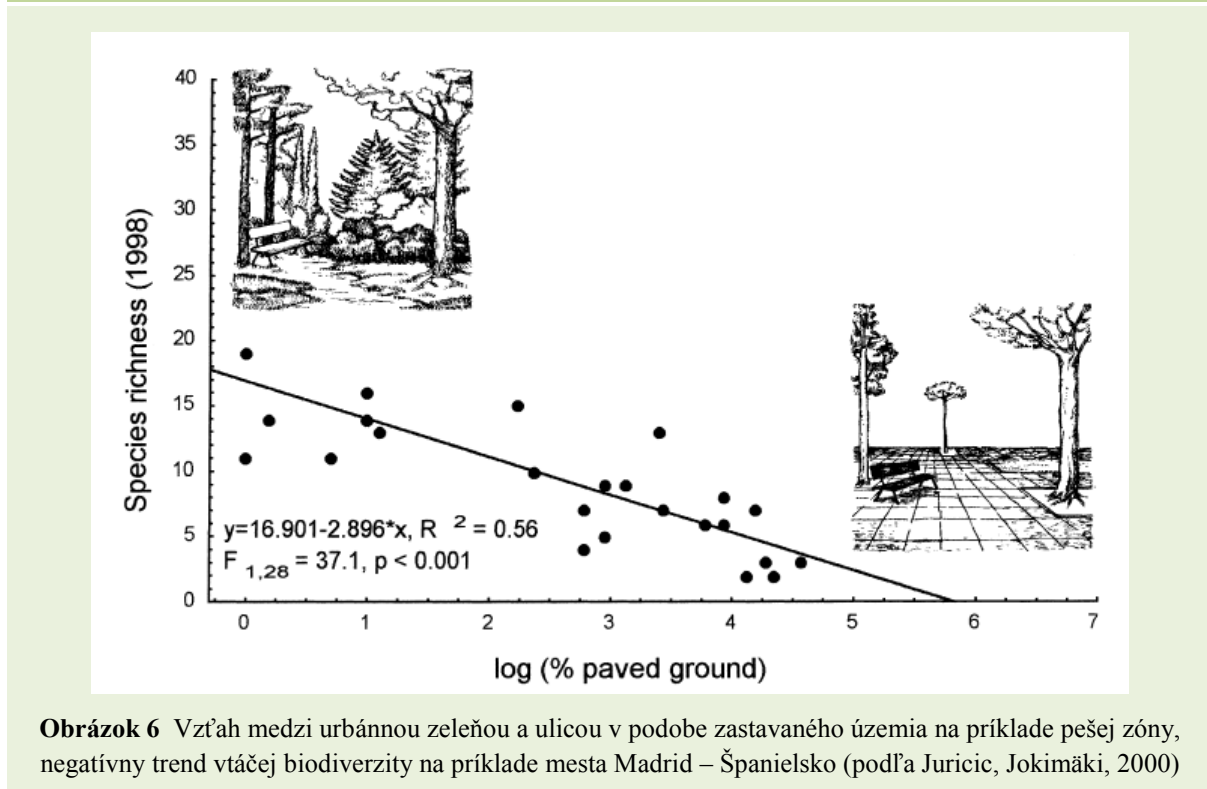 40
35
30
25
20
15
10
5
0
Species richness (1998)
y=16.901-2.896*x, R 2 = 0.56
F 1,28 = 37.1, p < 0.001
0 1 2 3 4 5 6 7
log (% paved ground)
Obrázok 6 Vzťah medzi urbánnou zeleňou a ulicou v podobe zastavaného územia na príklade pešej zóny,
negatívny trend vtáčej biodiverzity na príklade mesta Madrid – Španielsko (podľa Juricic, Jokimäki, 2000)